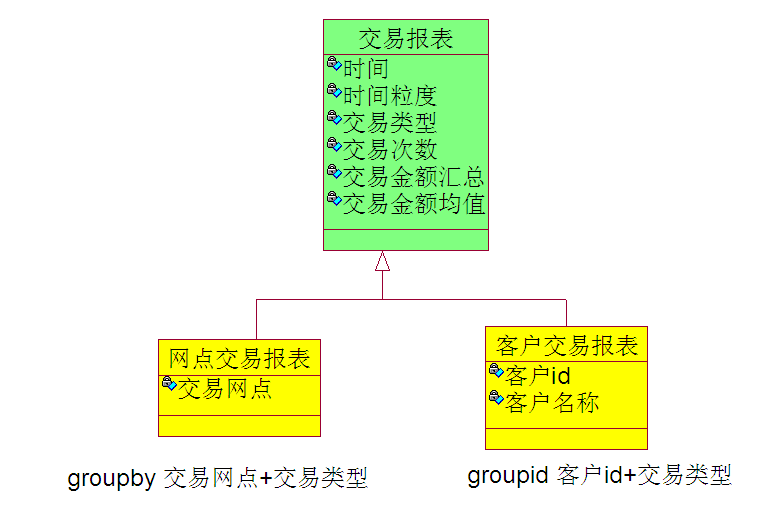 交易报表
时间
时间粒度
交易类型
交易次数
交易金额汇总
交易金额均值
网点交易报表
交易网点
客户交易报表
客户id
客户名称
groupby 交易网点+交易类型
groupid 客户id+交易类型